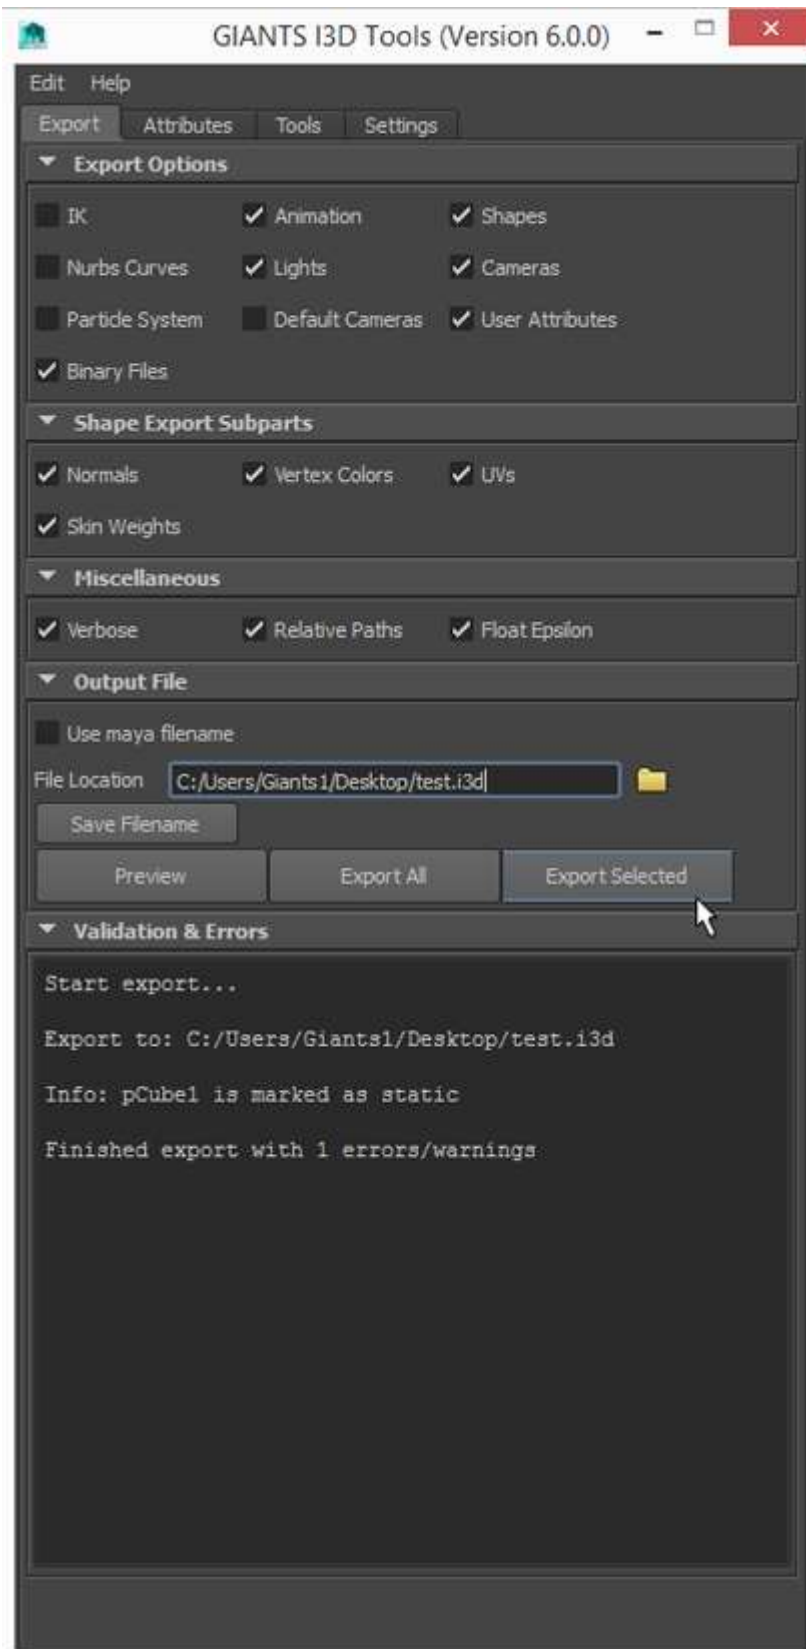 GIANTS I3D Tools (Version 6.0.0)
Edit Help
Export Attributes Tools Settings
Export Options
IK Animation Shapes
Nurbs Curves Lights Cameras
Particle System Default Cameras User Attributes
Binary Files
Shape Export Subparts
Normals Vertex Colors UVs
Skin Weights
Miscellaneous
Verbose Relative Paths Float Epsilon
Output File
Use maya filename
File Location C:/Users/Giants1/Desktop/test.i3d
Save Filename
Preview Export All Export Selected
Validation & Errors
Start export...
Export to: C:/Users/Giants1/Desktop/test.i3d
Info: pCube1 is marked as static
Finished export with 1 errors/warnings